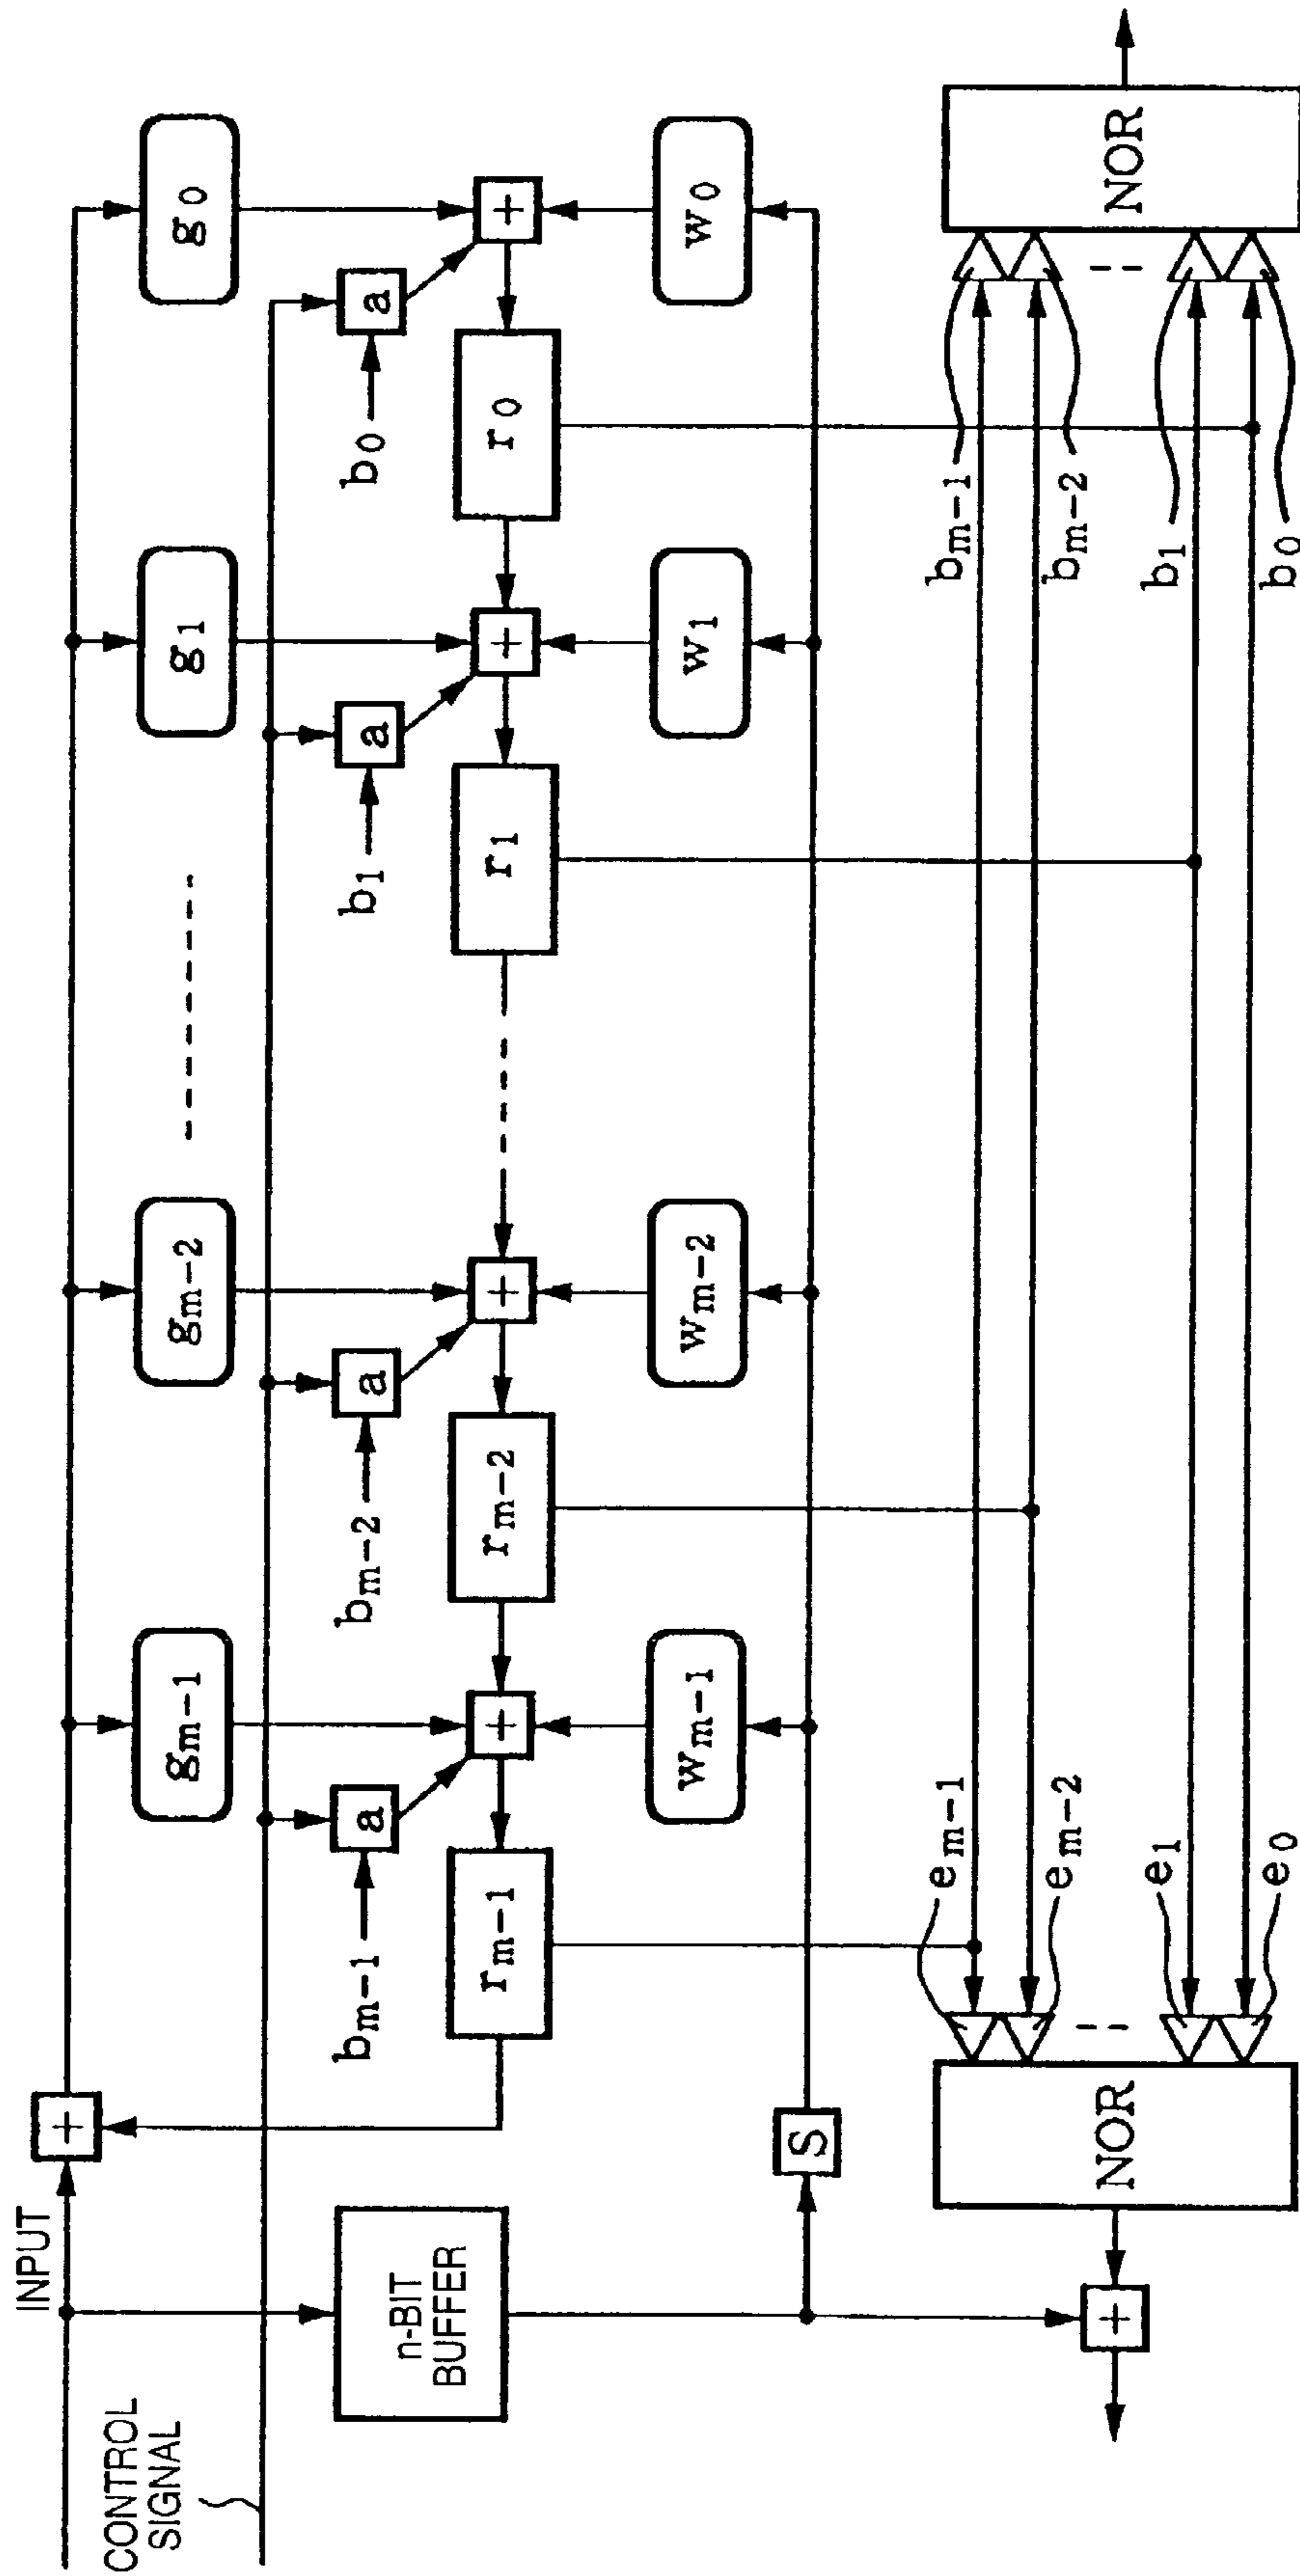 INPUT
+
CONTROL
SIGNAL
gm-1
gm-2
g1
g0
n-BIT
BUFFER
bm-1
a
bm-2
a
b1
a
b0
a
rm-1
+
rm-2
+
r1
+
r0
+
wm-1
wm-2
w1
w0
S
em-1
bm-1
em-2
bm-2
+
NOR
NOR
e1
b1
e0
b0